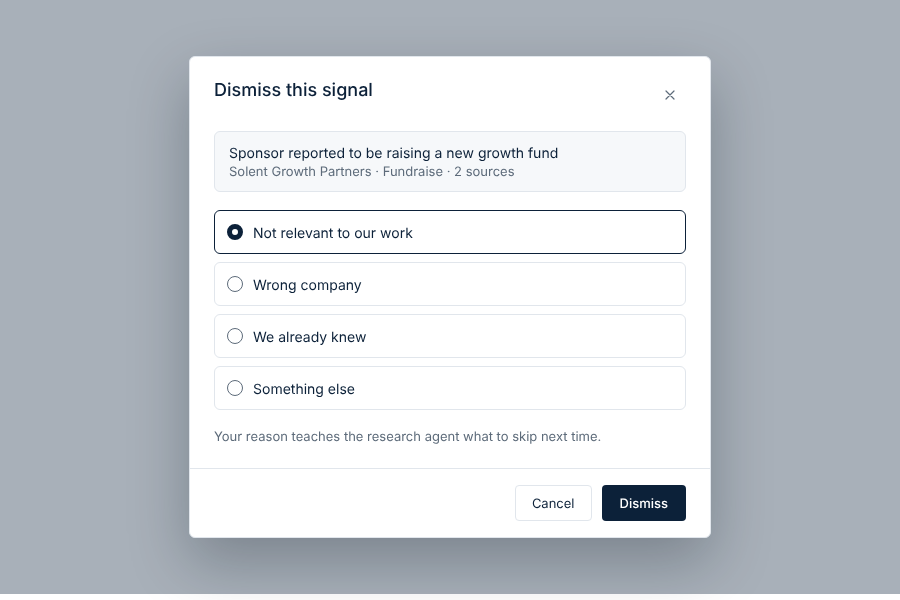 Dismiss this signal
Sponsor reported to be raising a new growth fund
Solent Growth Partners · Fundraise · 2 sources
Not relevant to our work
Wrong company
We already knew
Something else
Your reason teaches the research agent what to skip next time.
Cancel
Dismiss